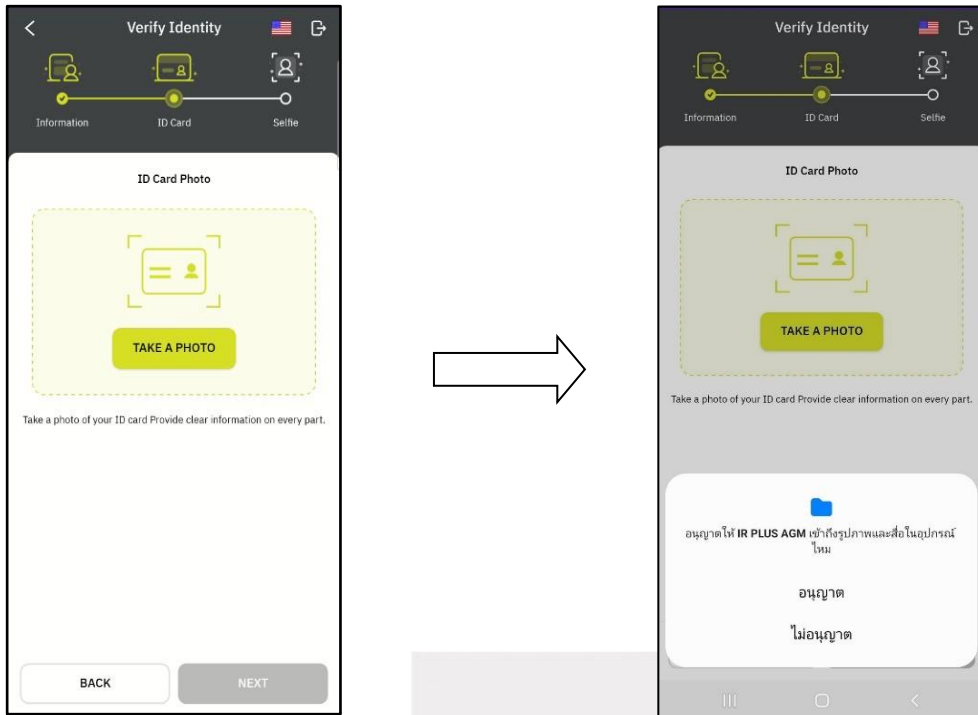 Verify Identity
Information
ID Card
Selfie
ID Card Photo
TAKE A PHOTO
Take a photo of your ID card Provide clear information on every part.
BACK
NEXT
Verify Identity
Information
ID Card
Selfie
ID Card Photo
TAKE A PHOTO
Take a photo of your ID card Provide clear information on every part.
อนุญาตให้ IR PLUS AGM เข้าถึงรูปภาพและสื่อในอุปกรณ์
ไหม
อนุญาต
ไม่อนุญาต